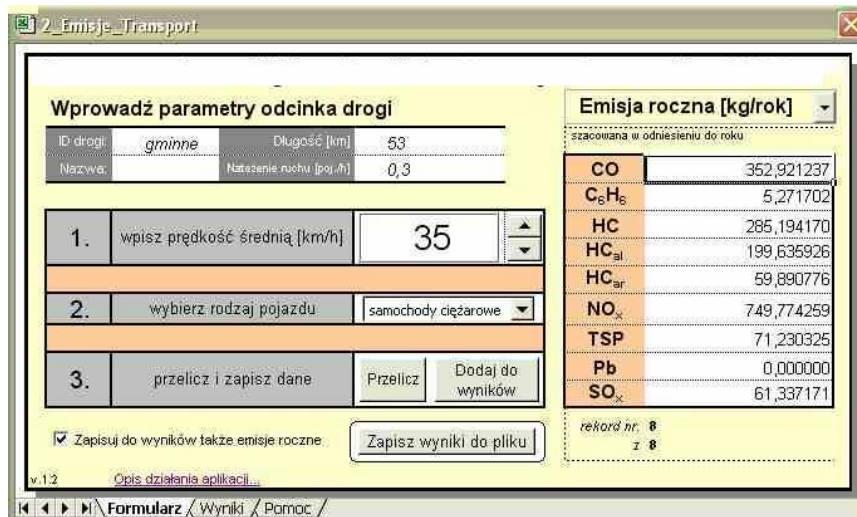 2_Emisje_Transport
Wprowadź parametry odcinka drogi
ID drogi: gminne Długość [km] 53
Nazwa: Natężenie ruchu [poj./h] 0,3
1. wpisz prędkość średnią [km/h] 35
2. wybierz rodzaj pojazdu samochody ciężarowe
3. przelicz i zapisz dane Przelicz Dodaj do wyników
Zapisuj do wyników także emisje roczne Zapisz wyniki do pliku
v.1.2 Opis działania aplikacji...
Emisja roczna [kg/rok]
szacowana w odniesieniu do roku
CO 352,921237
C₆H₆ 5,271702
HC 285,194170
HCal 199,635926
HCar 59,890776
NOx 749,774259
TSP 71,230325
Pb 0,000000
SOx 61,337171
rekord nr. 8
z 8
Formularz / Wyniki / Pomoc /